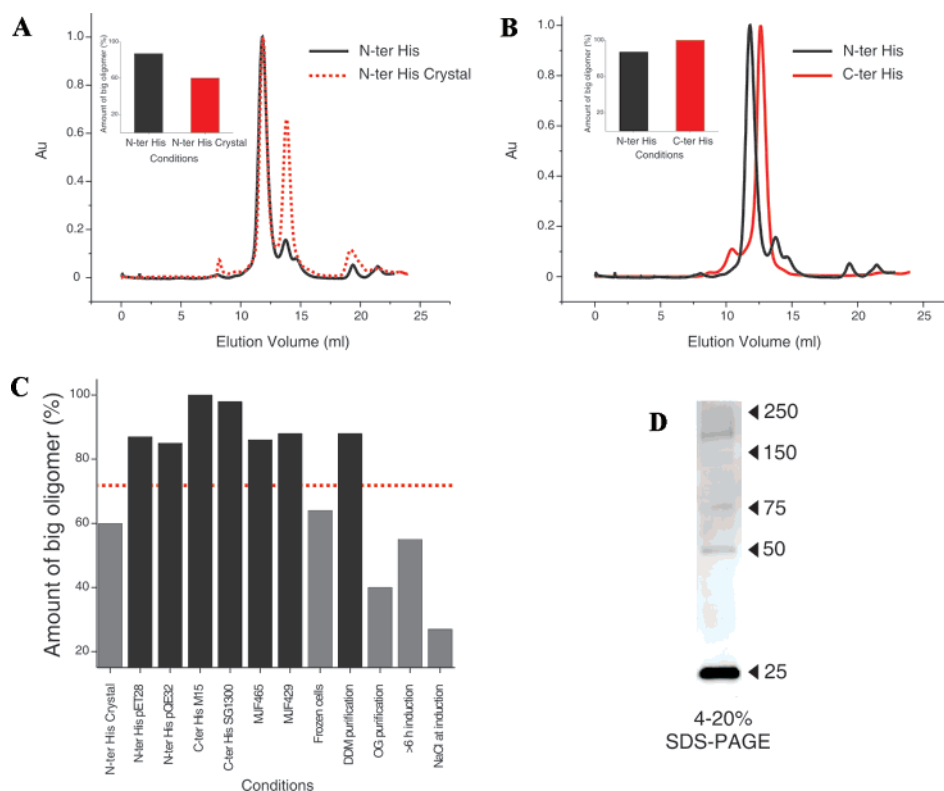 A
1.0
0.8
0.6
0.4
0.2
0
Au
0
5
10
15
20
25
Elution Volume (ml)
N-ter His
N-ter His Crystal
Amount of big oligomer (%)
100
60
20
N-ter His N-ter His Crystal
Conditions
B
1.0
0.8
0.6
0.4
0.2
0
Au
0
5
10
15
20
25
Elution Volume (ml)
N-ter His
C-ter His
Amount of big oligomer (%)
100
60
20
N-ter His C-ter His
Conditions
C
Amount of big oligomer (%)
100
80
60
40
20
N-ter His Crystal
N-ter His pET28
N-ter His pQE32
C-ter His M15
C-ter His SG1300
MJF465
MJF429
Frozen cells
DDM purification
OG purification
>6 h induction
NaCl at induction
Conditions
D
250
150
75
50
25
4-20%
SDS-PAGE